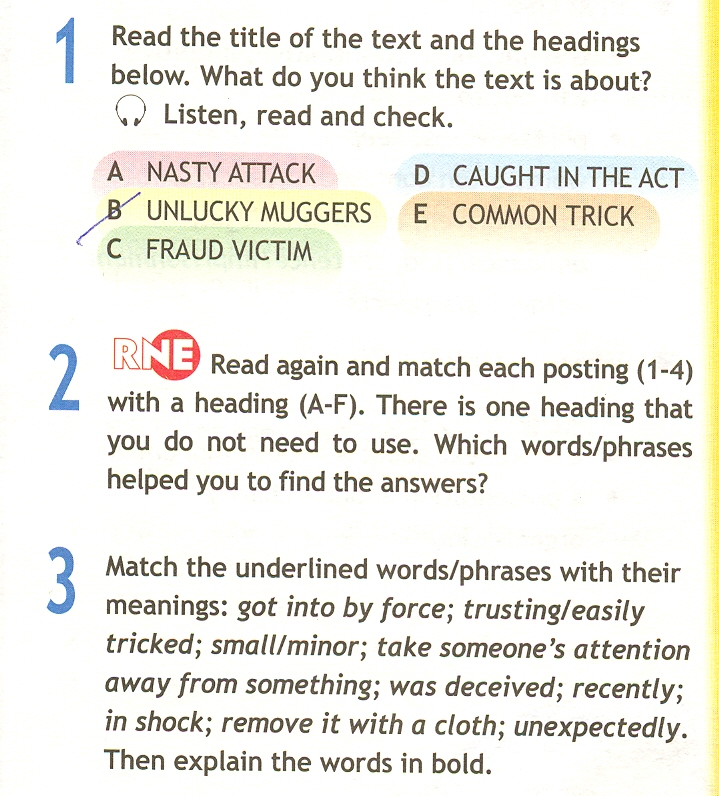 1 Read the title of the text and the headings
below. What do you think the text is about?
Listen, read and check.
A NASTY ATTACK
B UNLUCKY MUGGERS
C FRAUD VICTIM
D CAUGHT IN THE ACT
E COMMON TRICK
2 RNE Read again and match each posting (1-4)
with a heading (A-F). There is one heading that
you do not need to use. Which words/phrases
helped you to find the answers?
3 Match the underlined words/phrases with their
meanings: got into by force; trusting/easily
tricked; small/minor; take someone's attention
away from something; was deceived; recently;
in shock; remove it with a cloth; unexpectedly.
Then explain the words in bold.